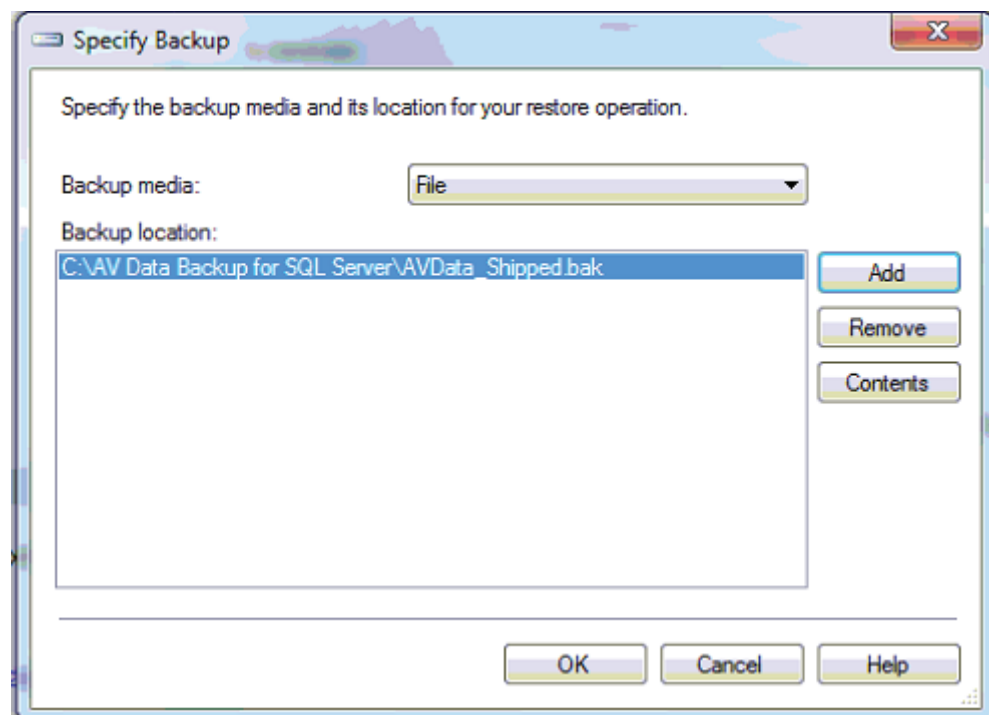 Specify Backup
Specify the backup media and its location for your restore operation.
Backup media:
File
Backup location:
C:\AV Data Backup for SQL Server\AVData_Shipped.bak
Add
Remove
Contents
OK
Cancel
Help